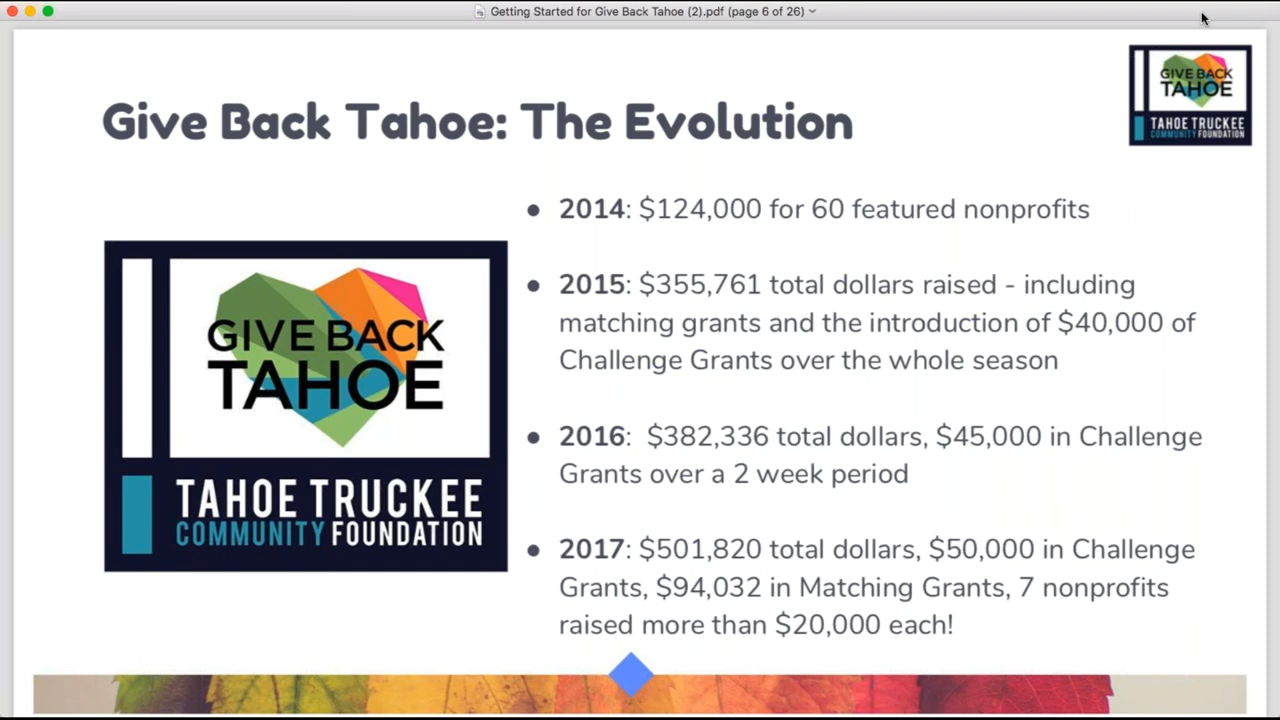 Getting Started for Give Back Tahoe (2).pdf (page 6 of 26)
GIVE BACK
TAHOE
TAHOE TRUCKEE
COMMUNITY FOUNDATION
Give Back Tahoe: The Evolution
GIVE BACK
TAHOE
TAHOE TRUCKEE
COMMUNITY FOUNDATION
● 2014: $124,000 for 60 featured nonprofits
● 2015: $355,761 total dollars raised - including
matching grants and the introduction of $40,000 of
Challenge Grants over the whole season
● 2016:  $382,336 total dollars, $45,000 in Challenge
Grants over a 2 week period
● 2017: $501,820 total dollars, $50,000 in Challenge
Grants, $94,032 in Matching Grants, 7 nonprofits
raised more than $20,000 each!